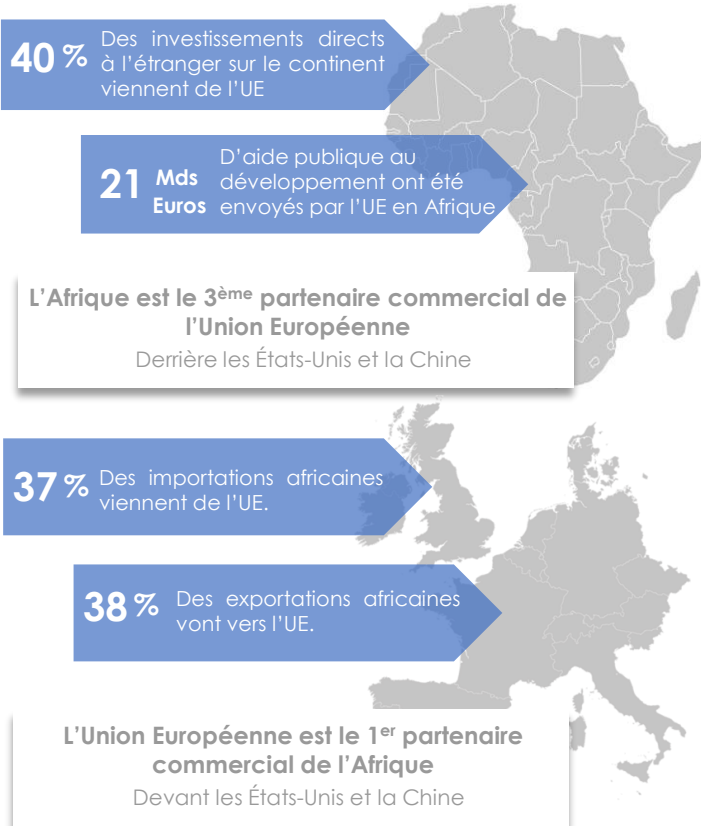 40 % Des investissements directs
à l'étranger sur le continent
viennent de l'UE
D'aide publique au
21 Mds développement ont été
Euros envoyés par l'UE en Afrique
L'Afrique est le 3ème partenaire commercial de
l'Union Européenne
Derrière les États-Unis et la Chine
37 % Des importations africaines
viennent de l'UE.
38 % Des exportations africaines
vont vers l'UE.
L'Union Européenne est le 1er partenaire
commercial de l'Afrique
Devant les États-Unis et la Chine